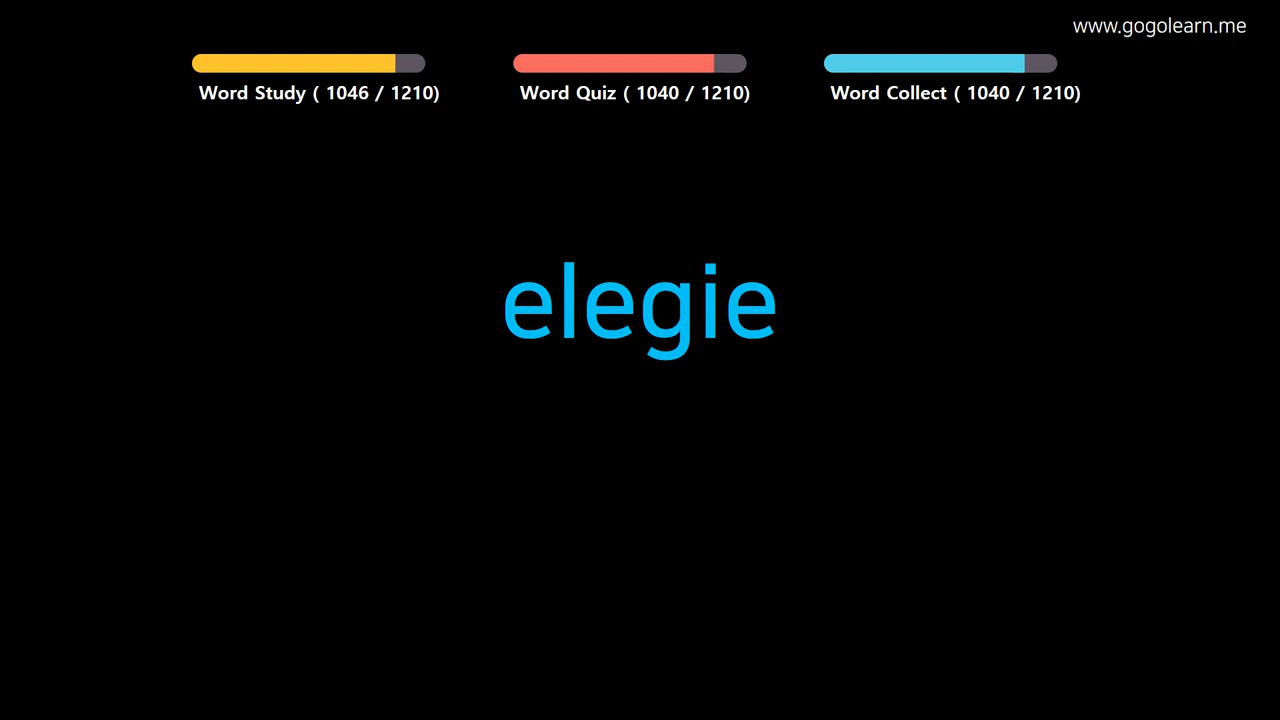 www.gogolearn.me
Word Study ( 1046 / 1210)
Word Quiz ( 1040 / 1210)
Word Collect ( 1040 / 1210)
elegie